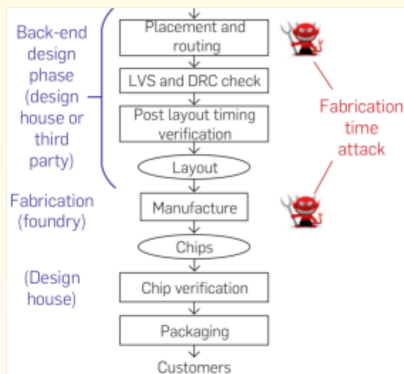 Back-end
design
phase
(design
house or
third
party)
Placement and
routing
LVS and DRC check
Post layout timing
verification
Layout
Fabrication
time
attack
Fabrication
(foundry)
Manufacture
Chips
(Design
house)
Chip verification
Packaging
Customers